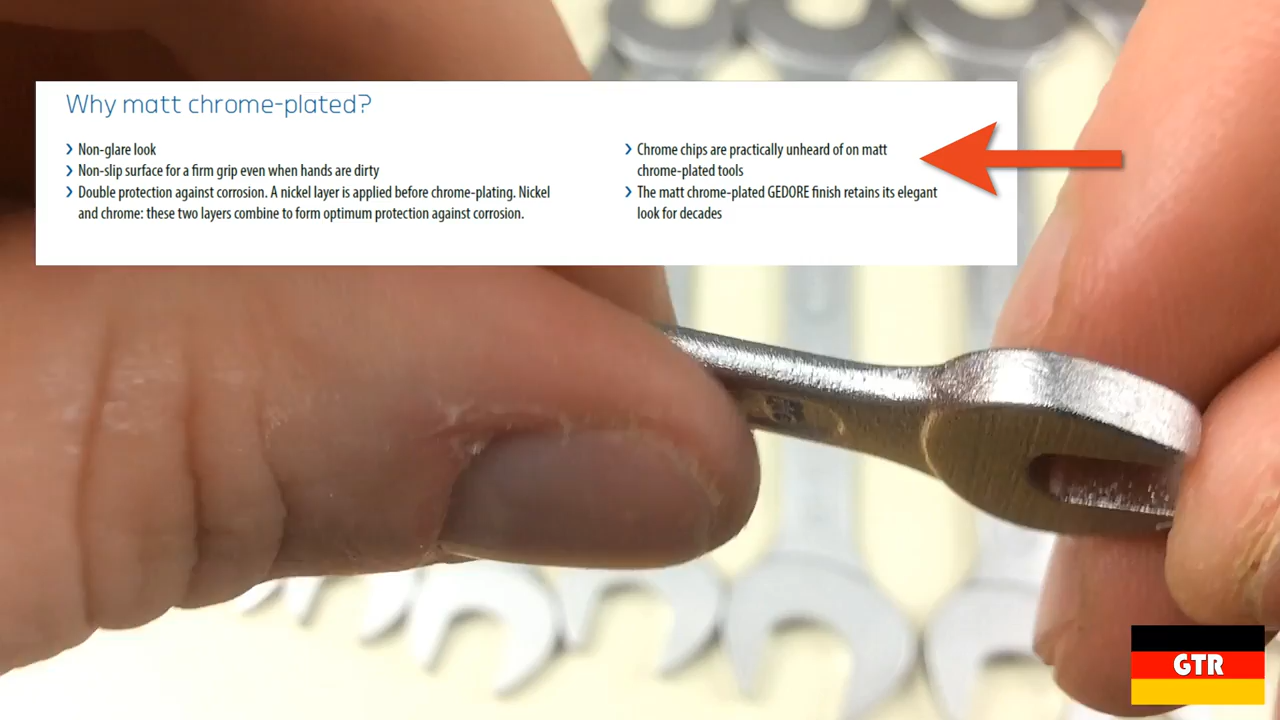 Why matt chrome-plated?
Non-glare look
Non-slip surface for a firm grip even when hands are dirty
Double protection against corrosion. A nickel layer is applied before chrome-plating. Nickel
and chrome: these two layers combine to form optimum protection against corrosion.
Chrome chips are practically unheard of on matt
chrome-plated tools
The matt chrome-plated GEDORE finish retains its elegant
look for decades
GTR